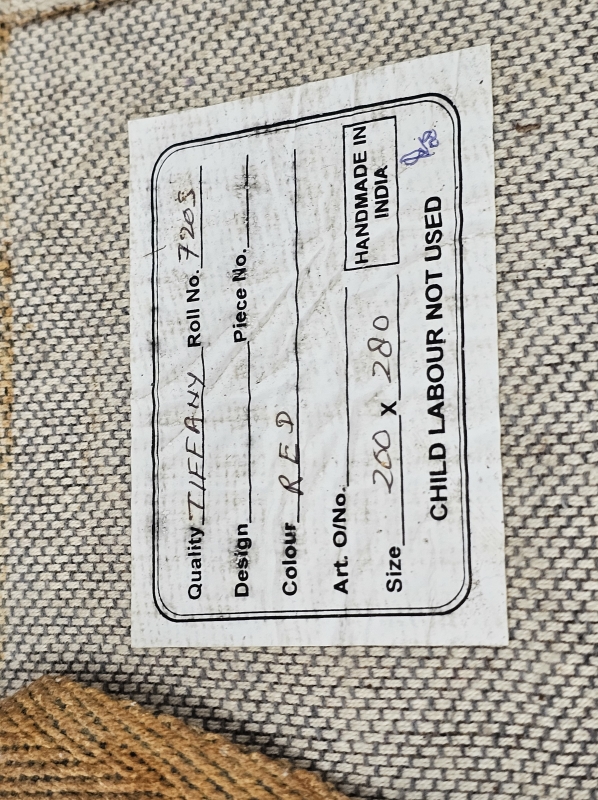 Quality TIFFANY Roll No. 7203
Design Piece No.
Colour RED
Art. O/No. HANDMADE IN INDIA
Size 200 X 280
CHILD LABOUR NOT USED